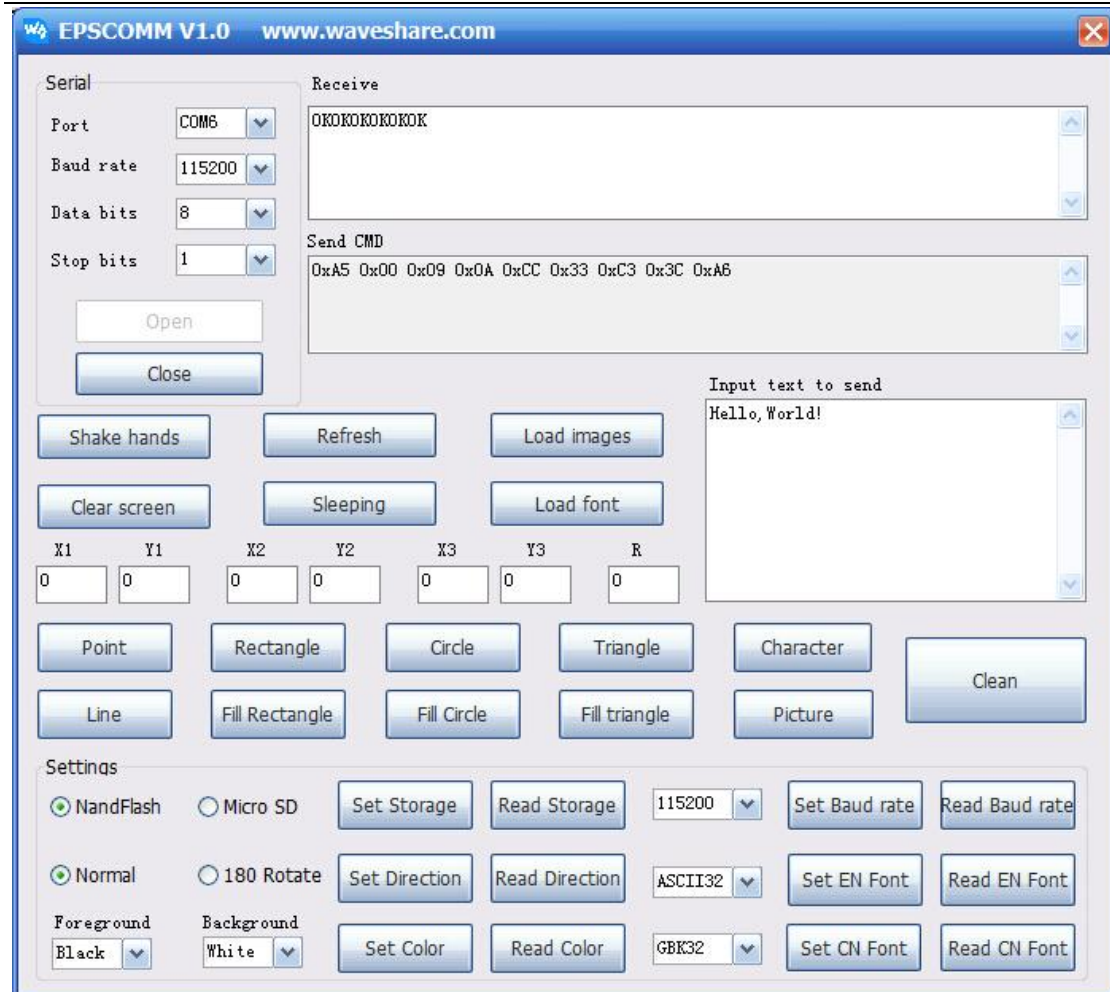 EPSCOMM V1.0 www.waveshare.com
Serial
Port COM6
Baud rate 115200
Data bits 8
Stop bits 1
Open
Close
Receive
OKOKOKOKOKOK
Send CMD
0xA5 0x00 0x09 0x0A 0xCC 0x33 0xC3 0x3C 0xA6
Input text to send
Hello,World!
Shake hands Refresh Load images
Clear screen Sleeping Load font
X1 Y1 X2 Y2 X3 Y3 R
0 0 0 0 0 0 0
Point Rectangle Circle Triangle Character
Clean
Line Fill Rectangle Fill Circle Fill triangle Picture
Settings
NandFlash Micro SD Set Storage Read Storage 115200 Set Baud rate Read Baud rate
Normal 180 Rotate Set Direction Read Direction ASCII32 Set EN Font Read EN Font
Foreground Background
Black White Set Color Read Color GBK32 Set CN Font Read CN Font